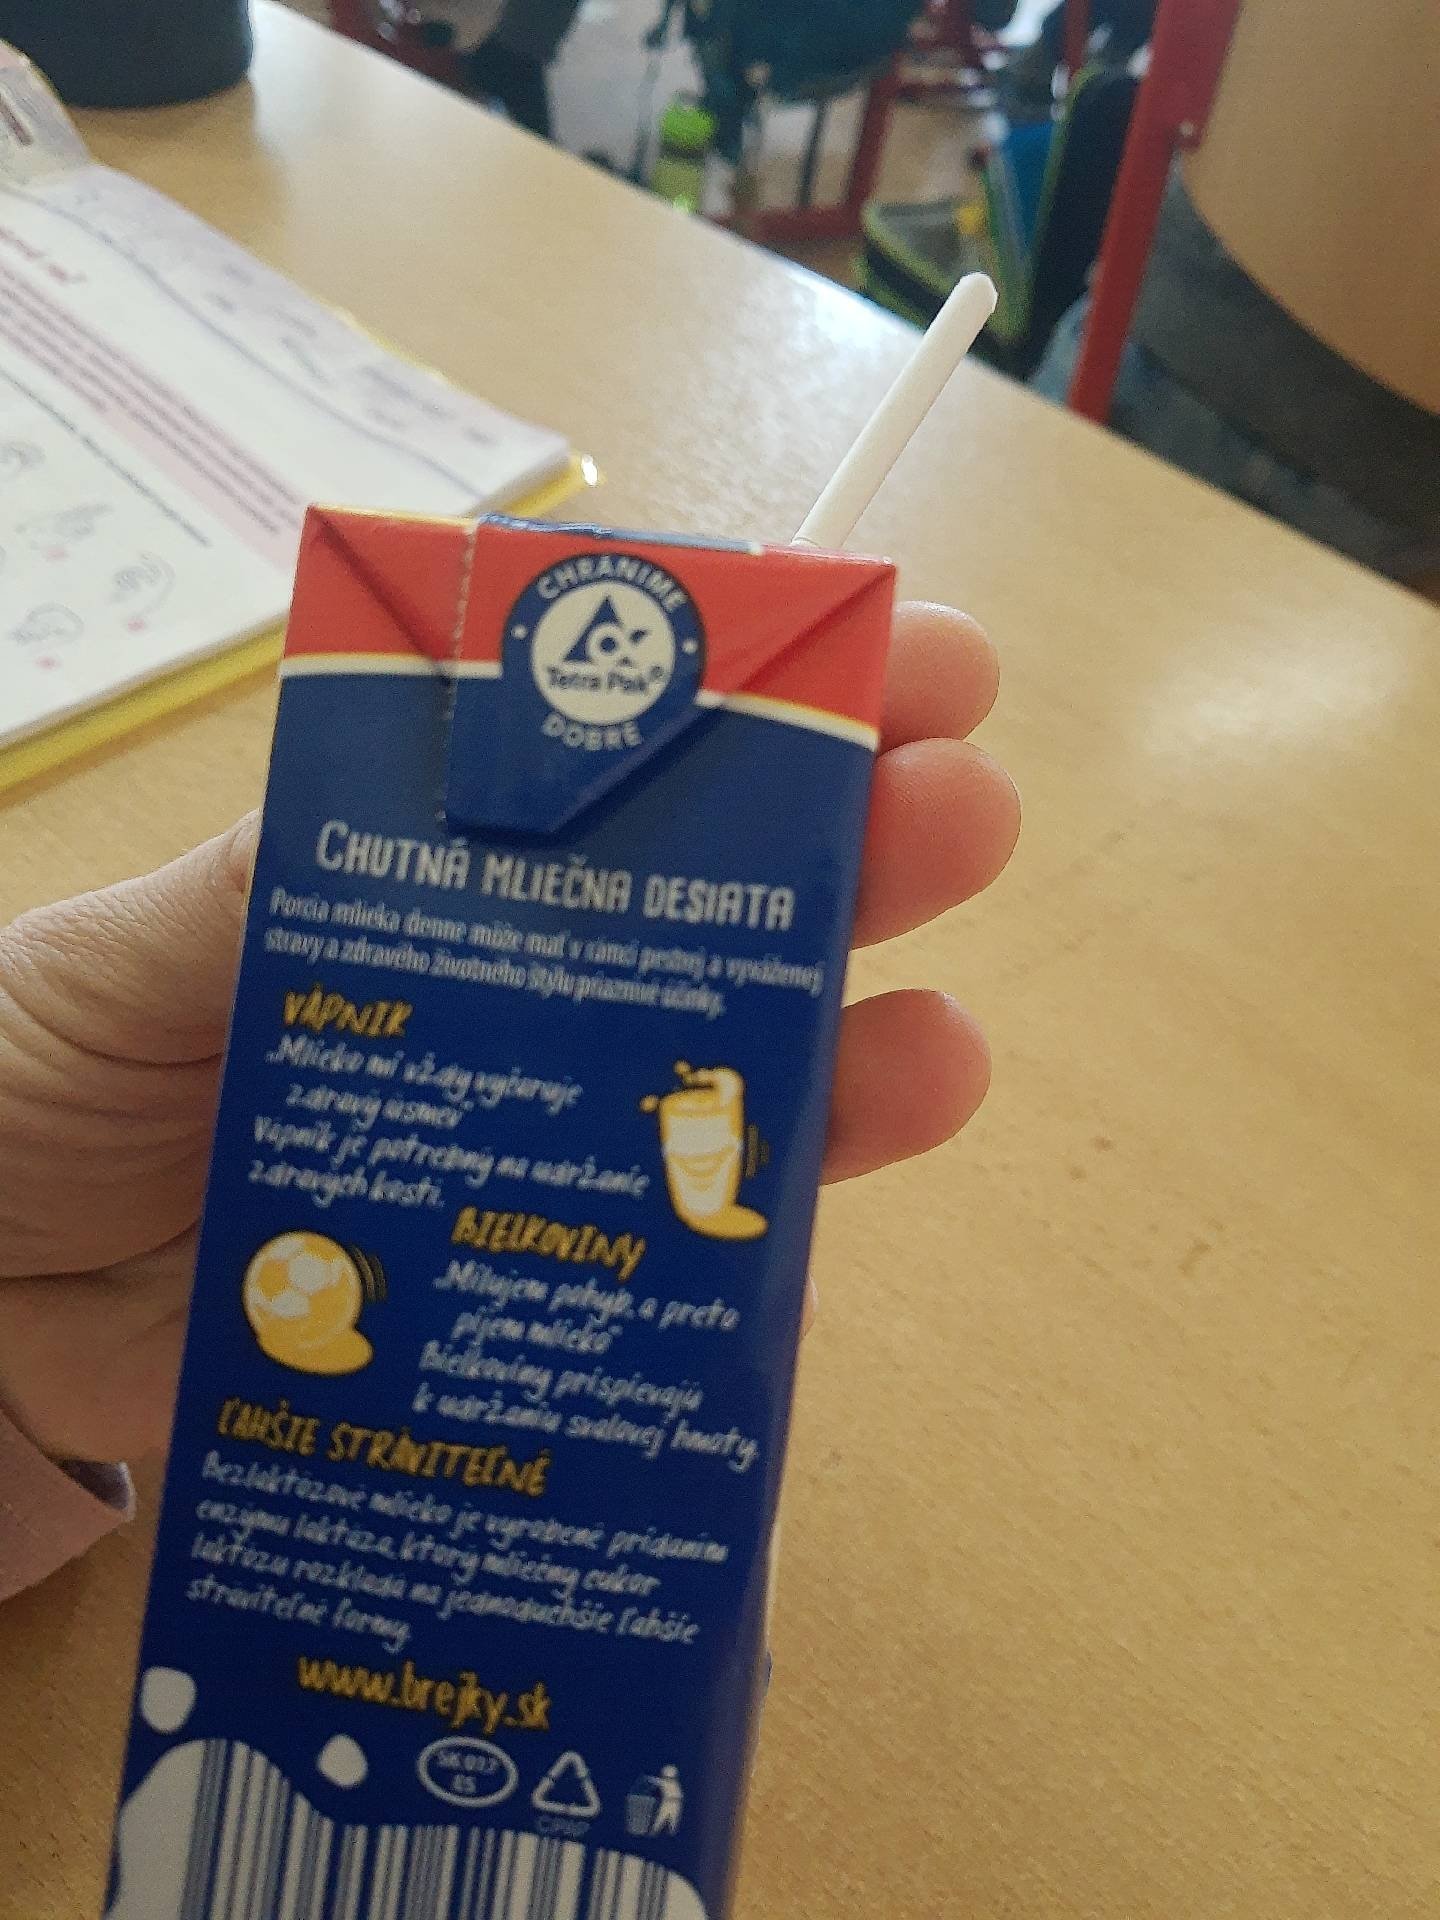 CHRÁNIME
Tetra Pak®
DOBRÉ
CHUTNÁ MLIEČNA DESIATA
Porcia mlieka denne môže mať v rámci pestrej a vyváženej
stravy a zdravého životného štýlu priaznivé účinky.
VÁPNIK
„Mlieko mi vždy vyčaruje
zdravý úsmev“
Vápnik je potrebný na udržanie
zdravých kostí.
BIELKOVINY
„Milujem pohyb, a preto
pijem mlieko“
Bielkoviny prispievajú
k udržaniu svalovej hmoty.
ĽAHŠIE STRÁVITEĽNÉ
Bezlaktózové mlieko je vyrobené pridaním
enzýmu laktáza, ktorý mliečny cukor
laktózu rozkladá na jednoduchšie ľahšie
stráviteľné formy.
www.brejky.sk
SK 017
ES